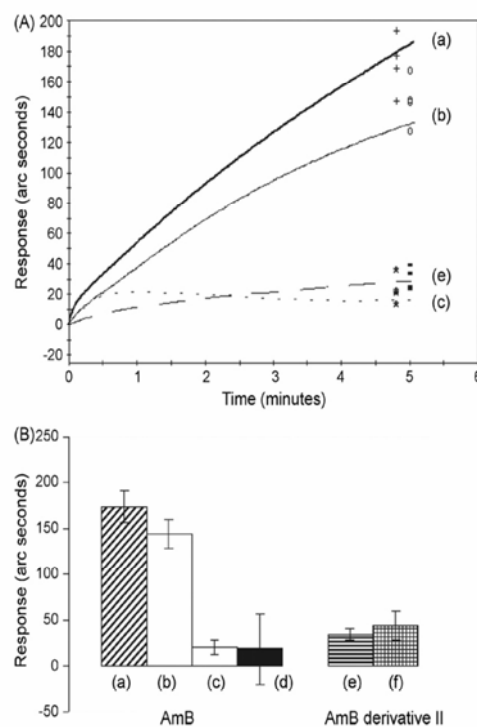 (A)
200
180
160
140
120
100
80
60
40
20
0
-20
Response (arc seconds)
(a)
(b)
(e)
(c)
0 1 2 3 4 5 6
Time (minutes)
(B)
250
200
150
100
50
0
-50
Response (arc seconds)
(a) (b) (c) (d) (e) (f)
AmB AmB derivative II